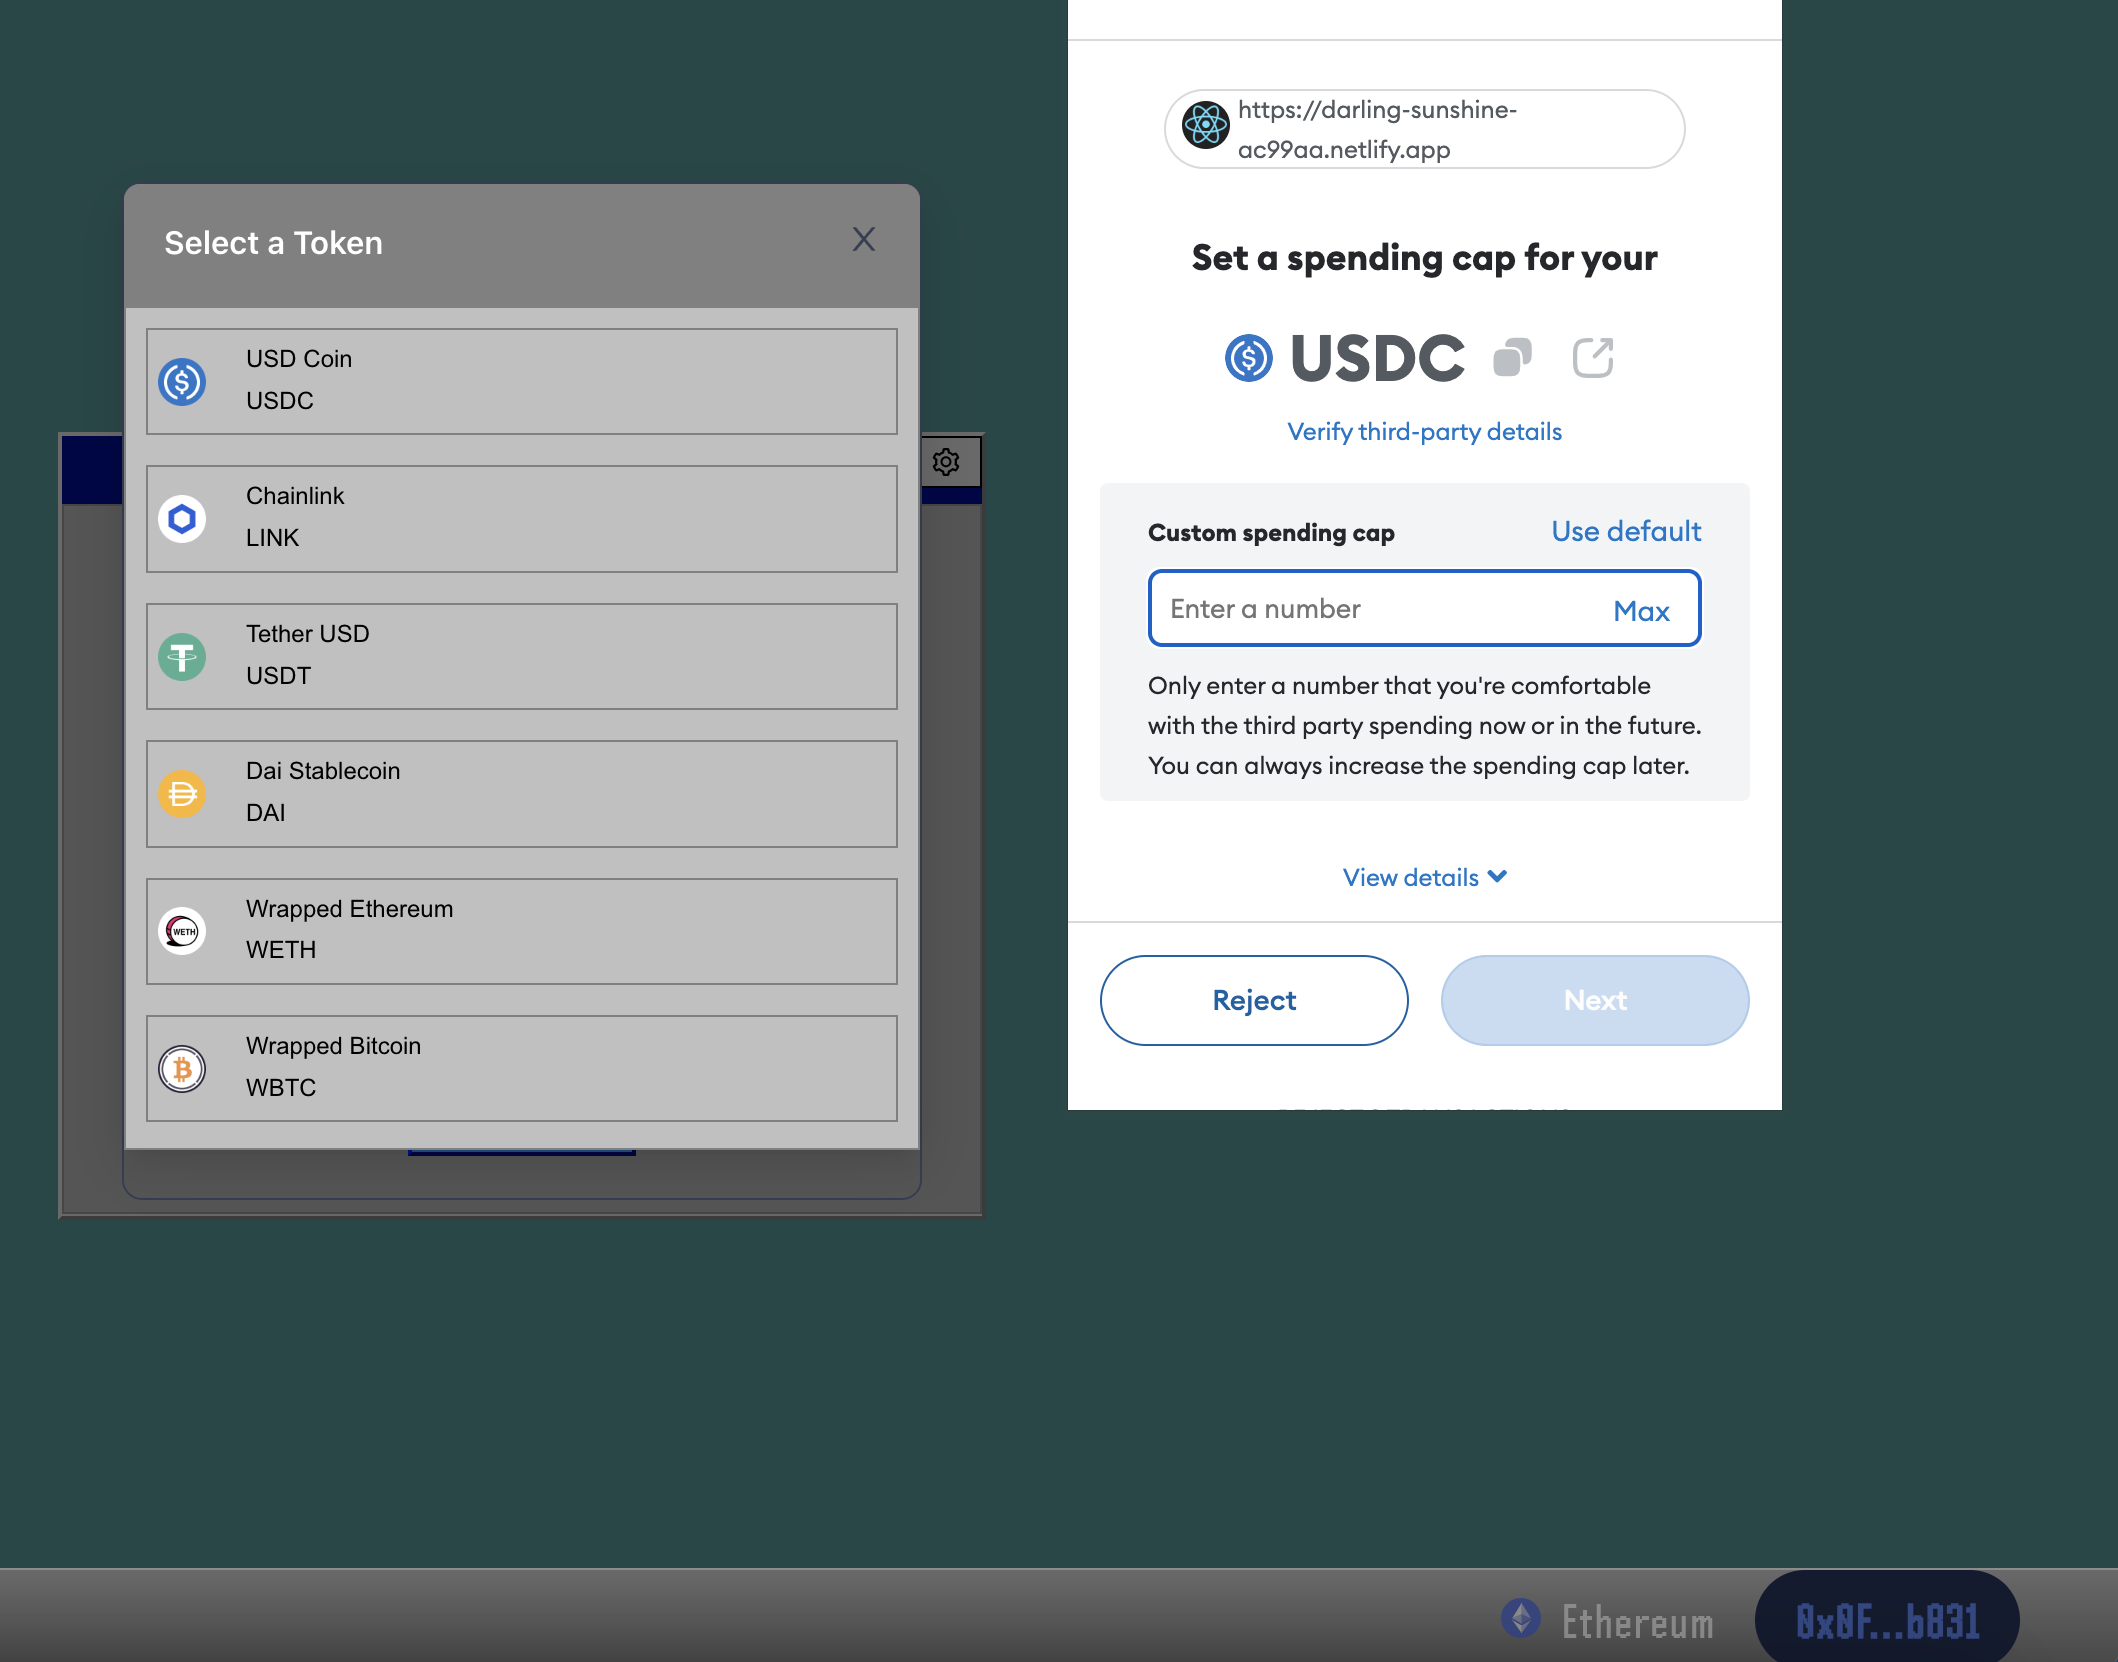 Select a Token
X
USD Coin
USDC
Chainlink
LINK
Tether USD
USDT
Dai Stablecoin
DAI
Wrapped Ethereum
WETH
WETH
Wrapped Bitcoin
WBTC
https://darling-sunshine-
ac99aa.netlify.app
Set a spending cap for your
USDC
Verify third-party details
Custom spending cap
Use default
Enter a number
Max
Only enter a number that you're comfortable
with the third party spending now or in the future.
You can always increase the spending cap later.
View details
Reject
Next
Ethereum
0x0F...b831